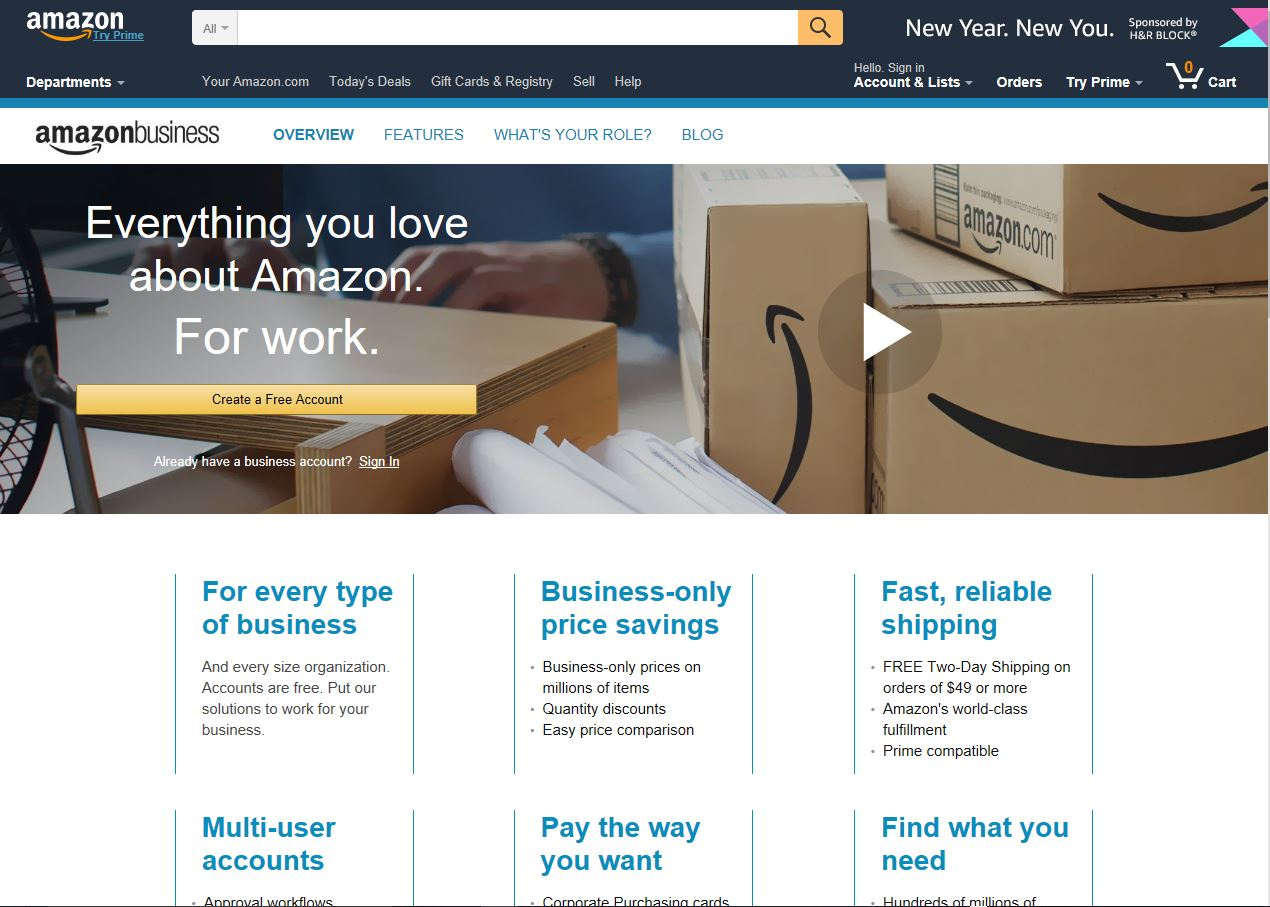 amazon
Try Prime
All
New Year. New You.
Sponsored by
H&R BLOCK®
Departments
Your Amazon.com
Today's Deals
Gift Cards & Registry
Sell
Help
Hello. Sign in
Account & Lists
Orders
Try Prime
0
Cart
amazonbusiness
OVERVIEW
FEATURES
WHAT'S YOUR ROLE?
BLOG
Everything you love
about Amazon.
For work.
Create a Free Account
Already have a business account? Sign In
amazon.com
For every type
of business
And every size organization.
Accounts are free. Put our
solutions to work for your
business.
Business-only
price savings
• Business-only prices on
millions of items
• Quantity discounts
• Easy price comparison
Fast, reliable
shipping
• FREE Two-Day Shipping on
orders of $49 or more
• Amazon's world-class
fulfillment
• Prime compatible
Multi-user
accounts
• Approval workflows
Pay the way
you want
• Corporate Purchasing cards
Find what you
need
• Hundreds of millions of